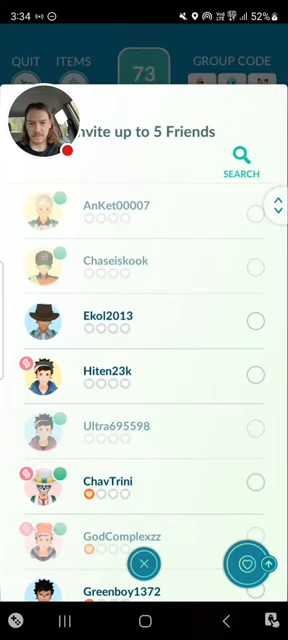 3:34
52%
QUIT
ITEMS
73
GROUP CODE
nvite up to 5 Friends
SEARCH
AnKet00007
Chaseiskook
Ekol2013
Hiten23k
Ultra695598
ChavTrini
GodComplexzz
Greenboy1372